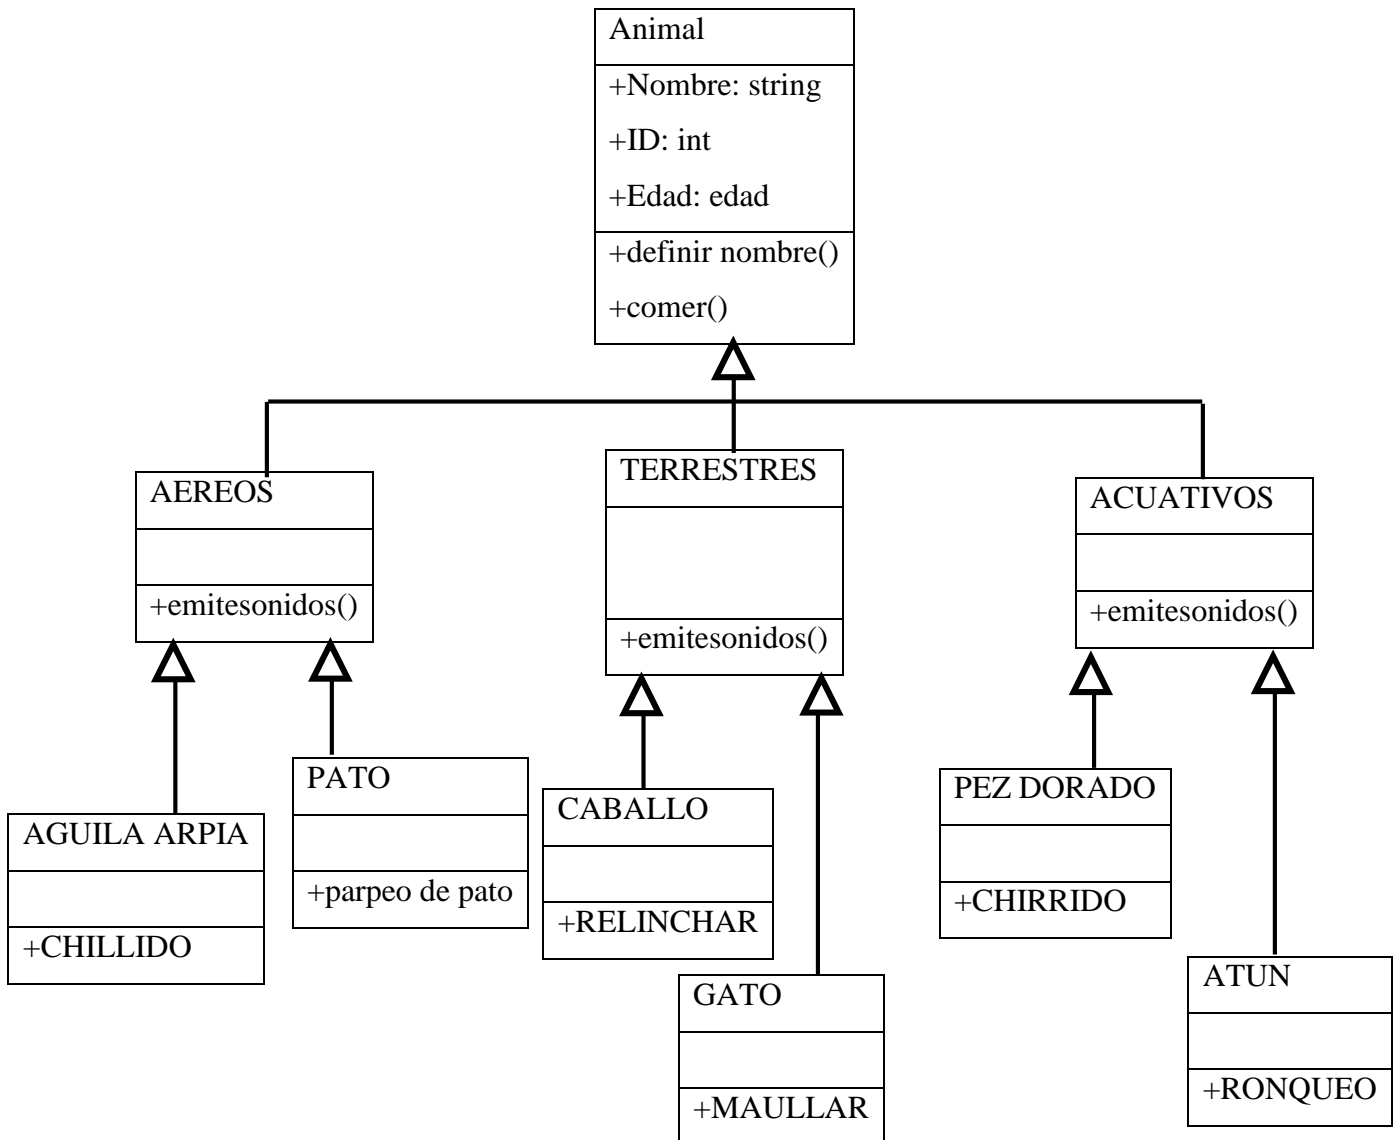 Animal
+Nombre: string
+ID: int
+Edad: edad
+definir nombre()
+comer()
AEREOS
+emitesonidos()
TERRESTRES
+emitesonidos()
ACUATIVOS
+emitesonidos()
AGUILA ARPIA
+CHILLIDO
PATO
+parpeo de pato
CABALLO
+RELINCHAR
GATO
+MAULLAR
PEZ DORADO
+CHIRRIDO
ATUN
+RONQUEO